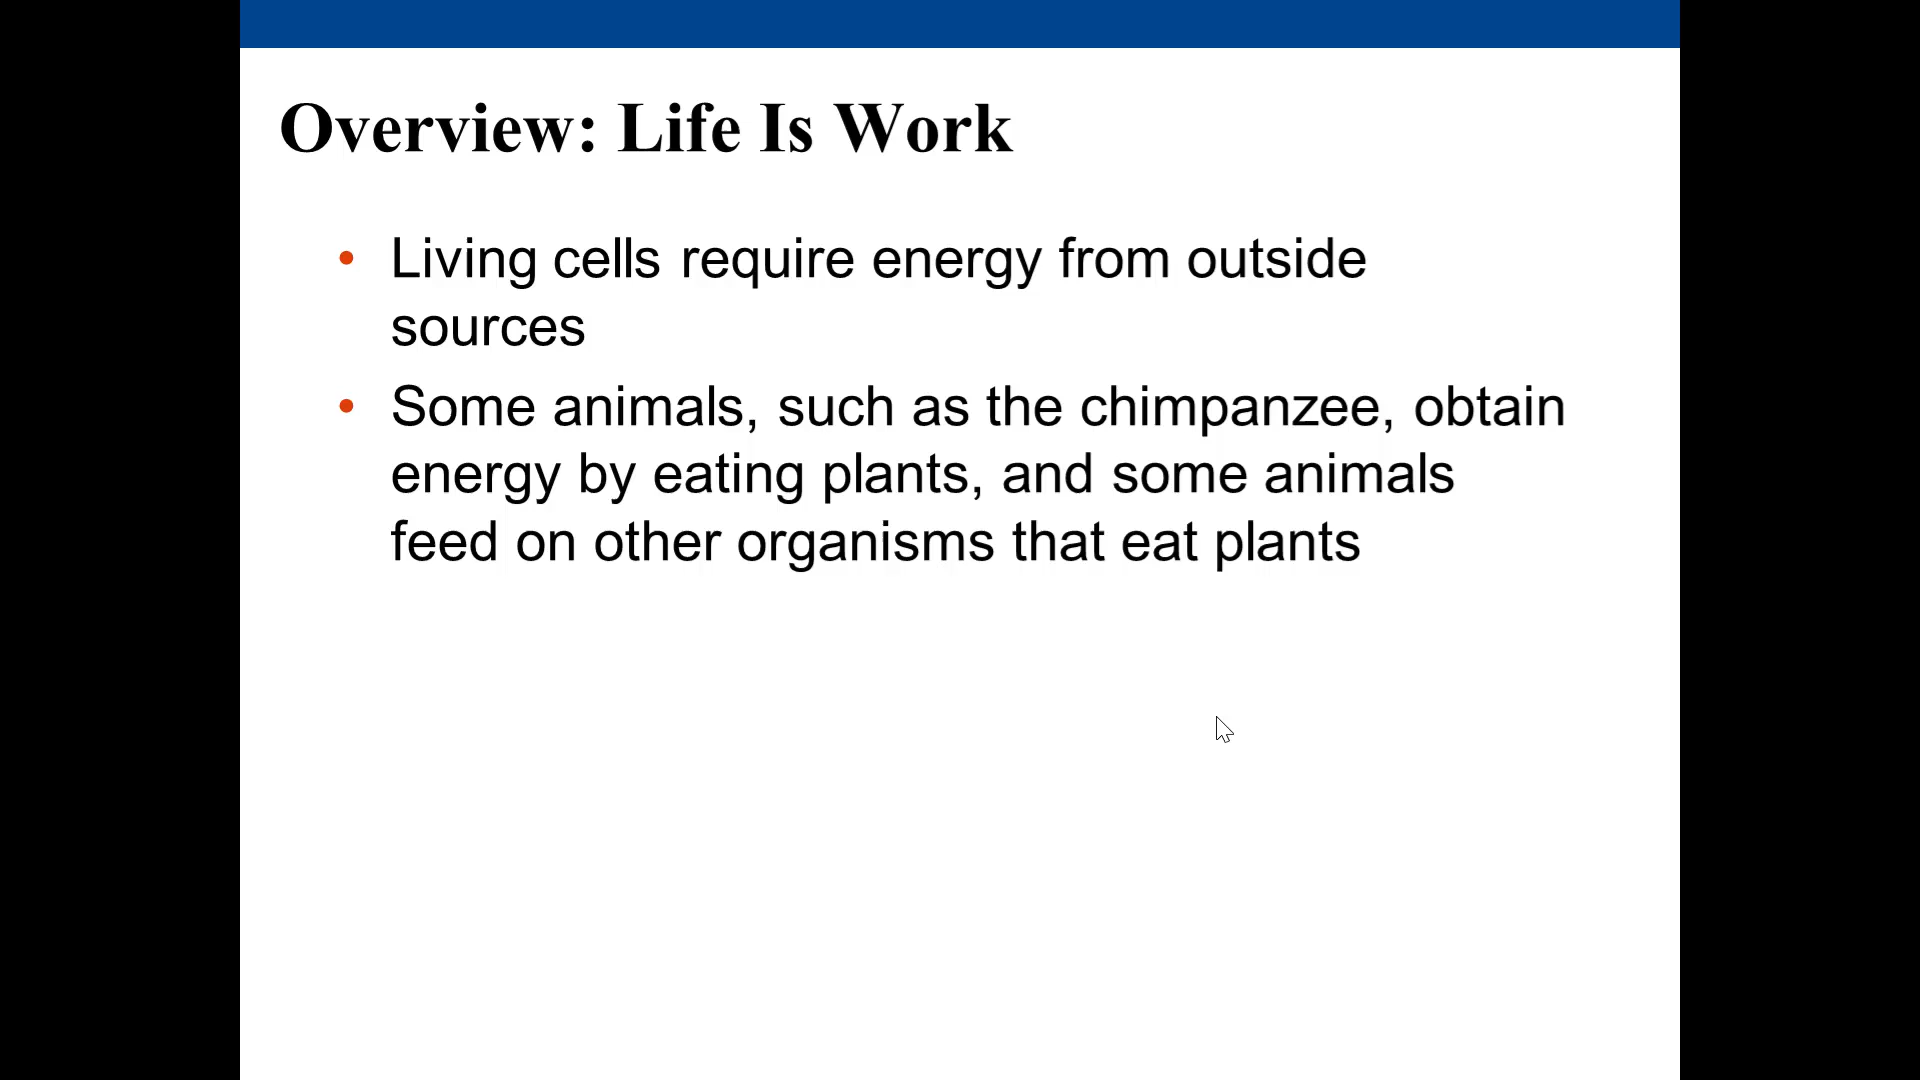 Overview: Life Is Work
• Living cells require energy from outside
sources
• Some animals, such as the chimpanzee, obtain
energy by eating plants, and some animals
feed on other organisms that eat plants